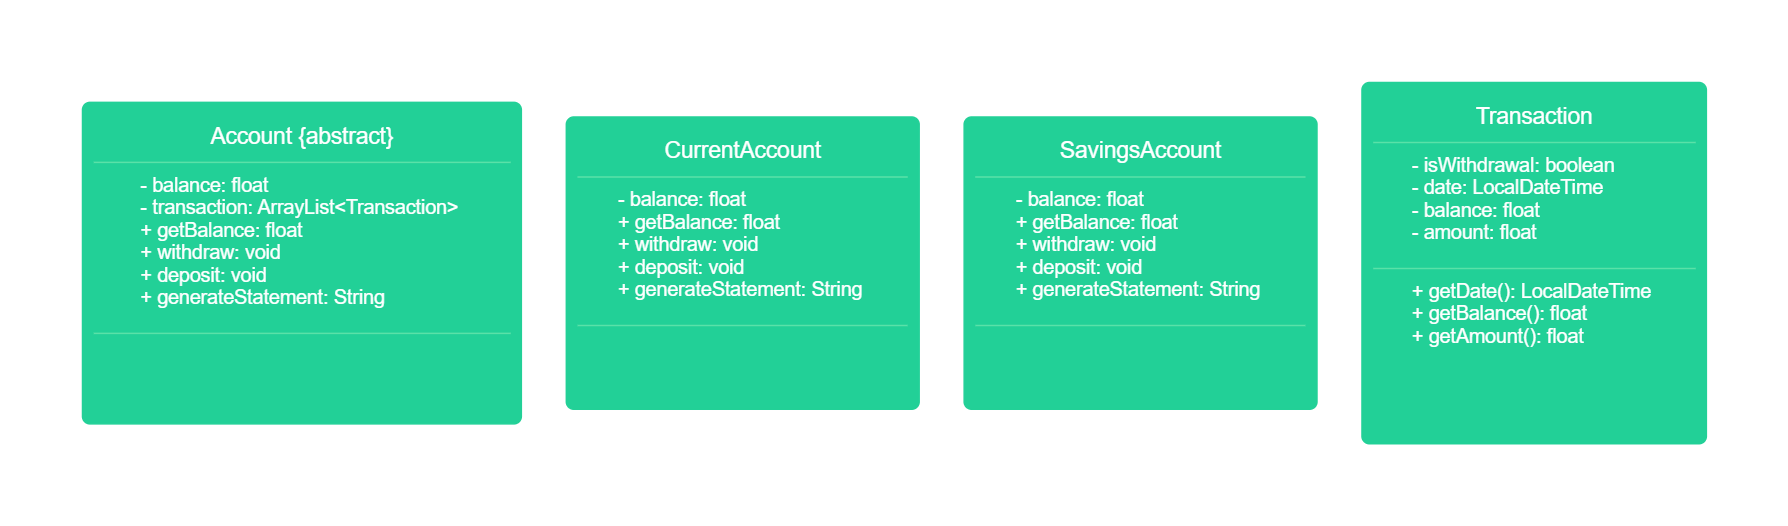 Account {abstract}
- balance: float
- transaction: ArrayList<Transaction>
+ getBalance: float
+ withdraw: void
+ deposit: void
+ generateStatement: String
CurrentAccount
- balance: float
+ getBalance: float
+ withdraw: void
+ deposit: void
+ generateStatement: String
SavingsAccount
- balance: float
+ getBalance: float
+ withdraw: void
+ deposit: void
+ generateStatement: String
Transaction
- isWithdrawal: boolean
- date: LocalDateTime
- balance: float
- amount: float
+ getDate(): LocalDateTime
+ getBalance(): float
+ getAmount(): float